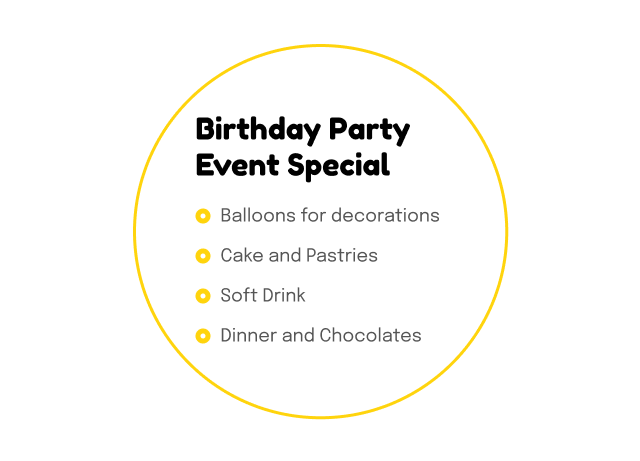 Birthday Party
Event Special
Balloons for decorations
Cake and Pastries
Soft Drink
Dinner and Chocolates